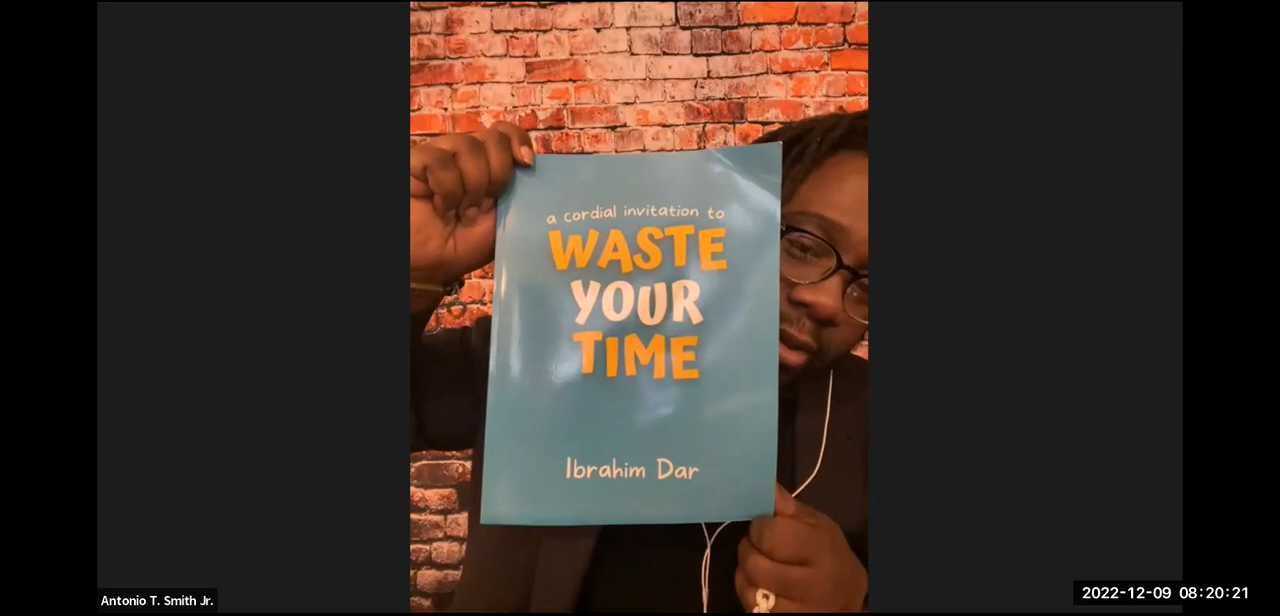 a cordial invitation to
WASTE
YOUR
TIME
Ibrahim Dar
Antonio T. Smith Jr.
2022-12-09 08:20:21